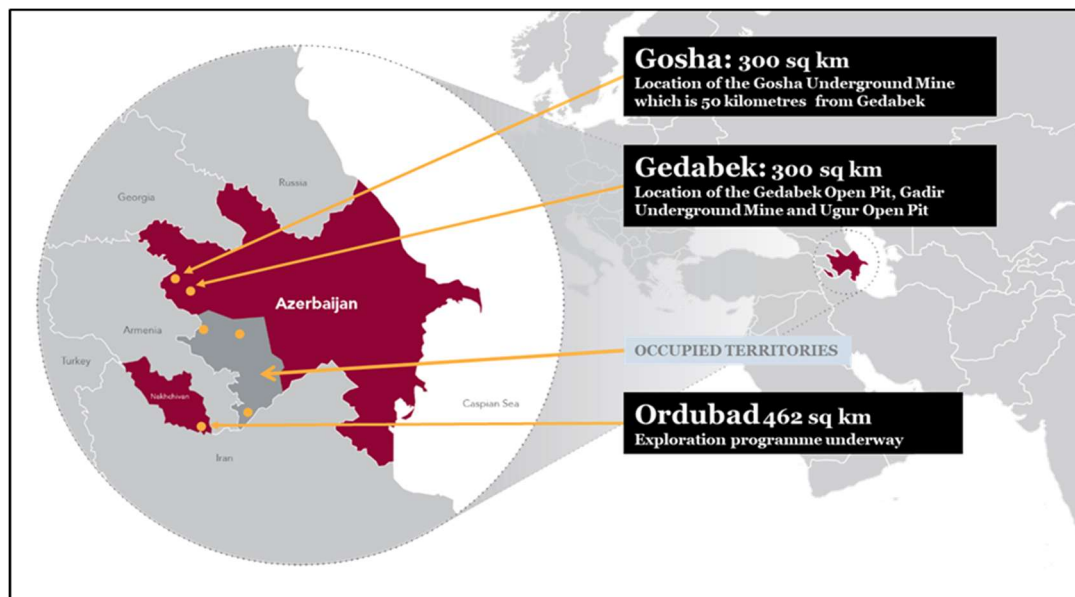 Gosha: 300 sq km
Location of the Gosha Underground Mine
which is 50 kilometres from Gedabek
Gedabek: 300 sq km
Location of the Gedabek Open Pit, Gadir
Underground Mine and Ugur Open Pit
OCCUPIED TERRITORIES
Ordubad 462 sq km
Exploration programme underway
Russia
Georgia
Azerbaijan
Armenia
Turkey
Nakhchivan
Caspian Sea
Iran